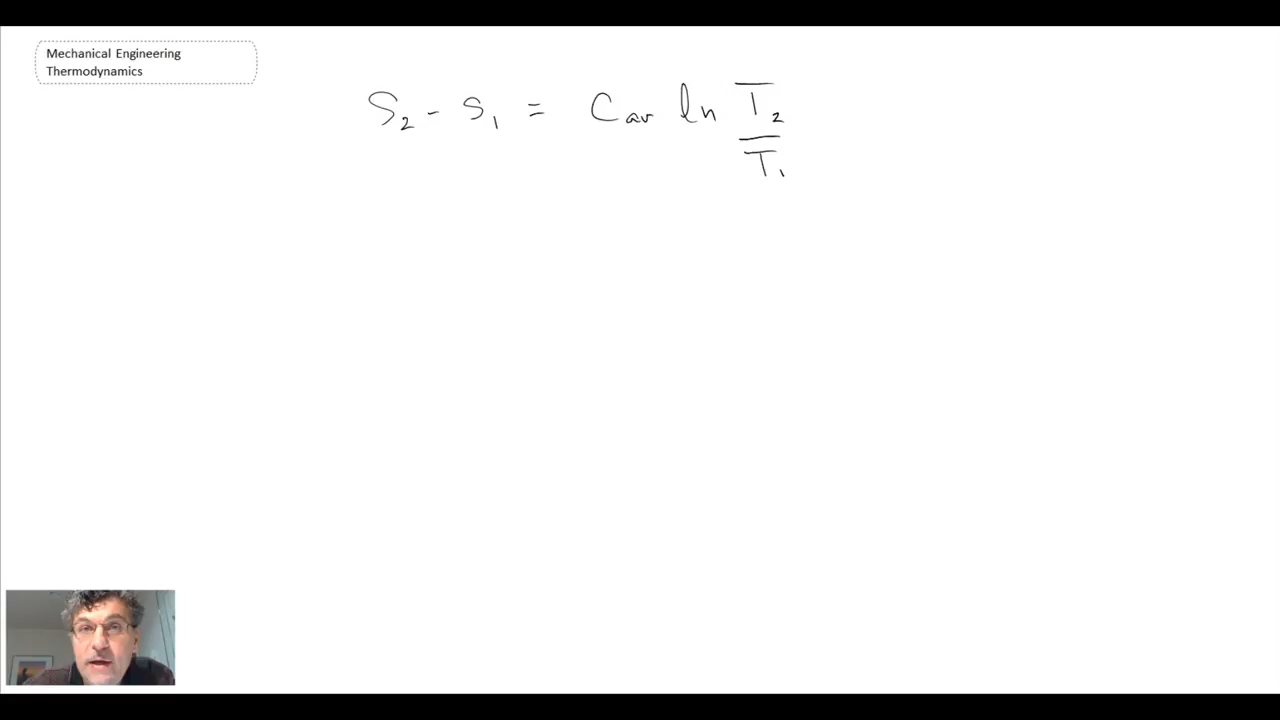 Mechanical Engineering
Thermodynamics
S₂ - S₁ = Cav ln T₂/T₁